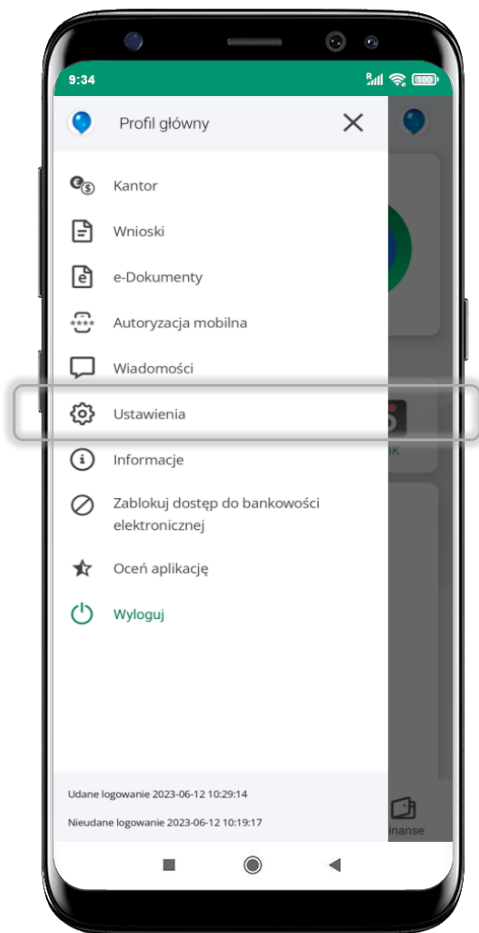 9:34
R
100
Profil główny
€ $
Kantor
Wnioski
e
e-Dokumenty
****
Autoryzacja mobilna
Wiadomości
Ustawienia
i
Informacje
Zablokuj dostęp do bankowości
elektronicznej
Oceń aplikację
Wyloguj
Udane logowanie 2023-06-12 10:29:14
Nieudane logowanie 2023-06-12 10:19:17